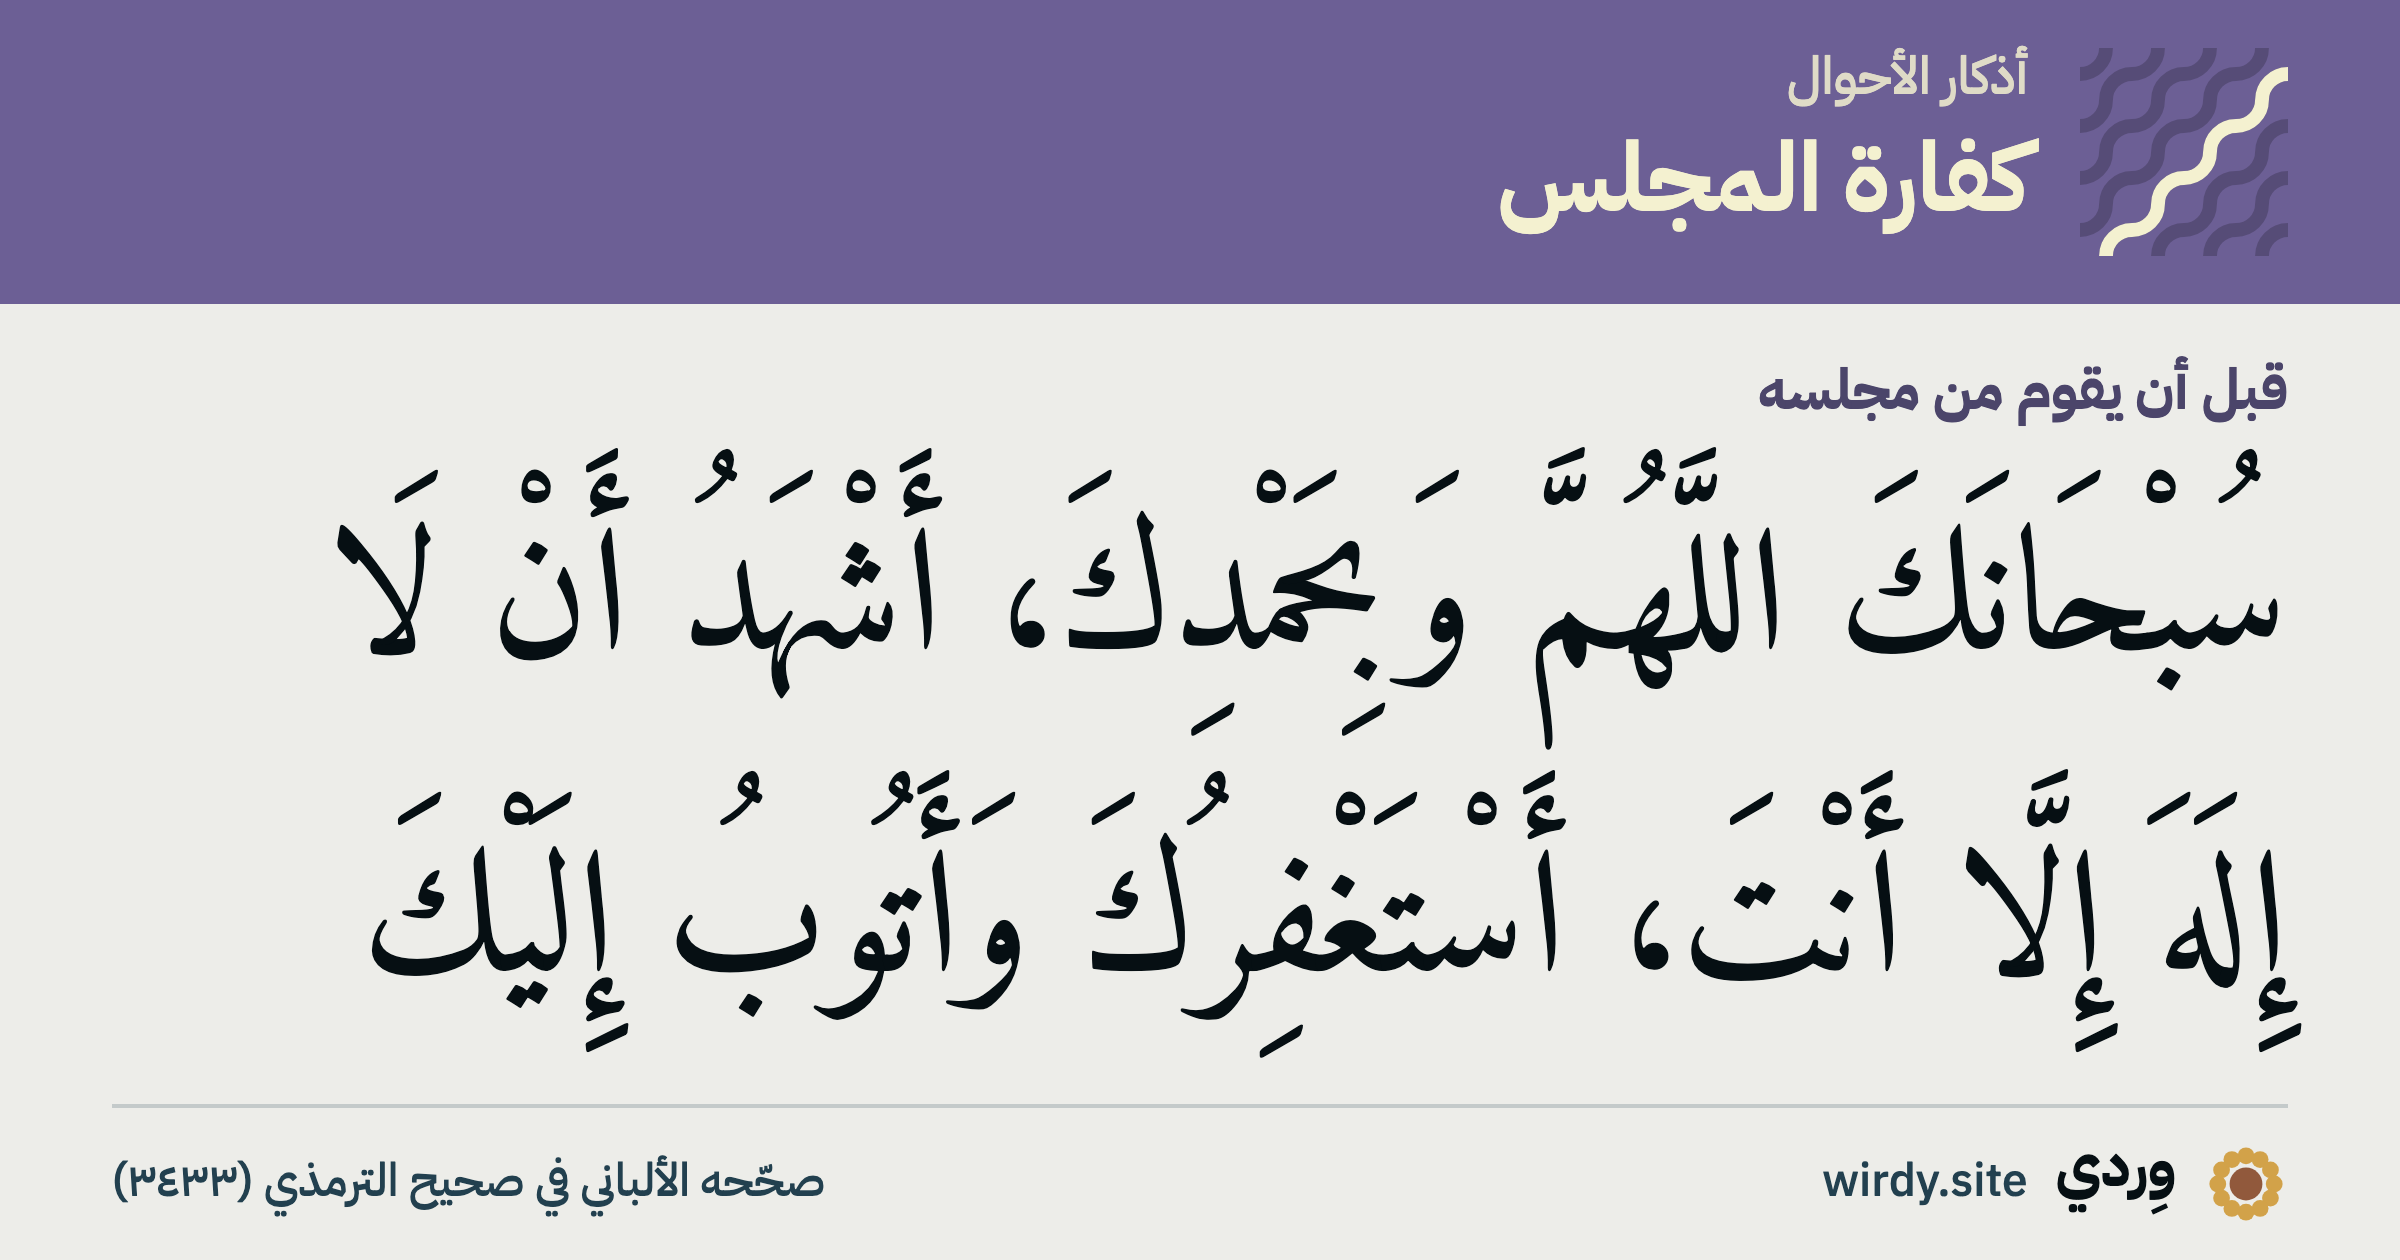 أذكار الأحوال
كفارة المجلس
قبل أن يقوم من مجلسه
سُبْحَانَكَ اللَّهُمَّ وَبِحَمْدِكَ، أَشْهَدُ أَنْ لَا
إِلَهَ إِلَّا أَنْتَ، أَسْتَغْفِرُكَ وَأَتُوبُ إِلَيْكَ
وِردي wirdy.site
صحّحه الألباني في صحيح الترمذي (٣٤٣٣)